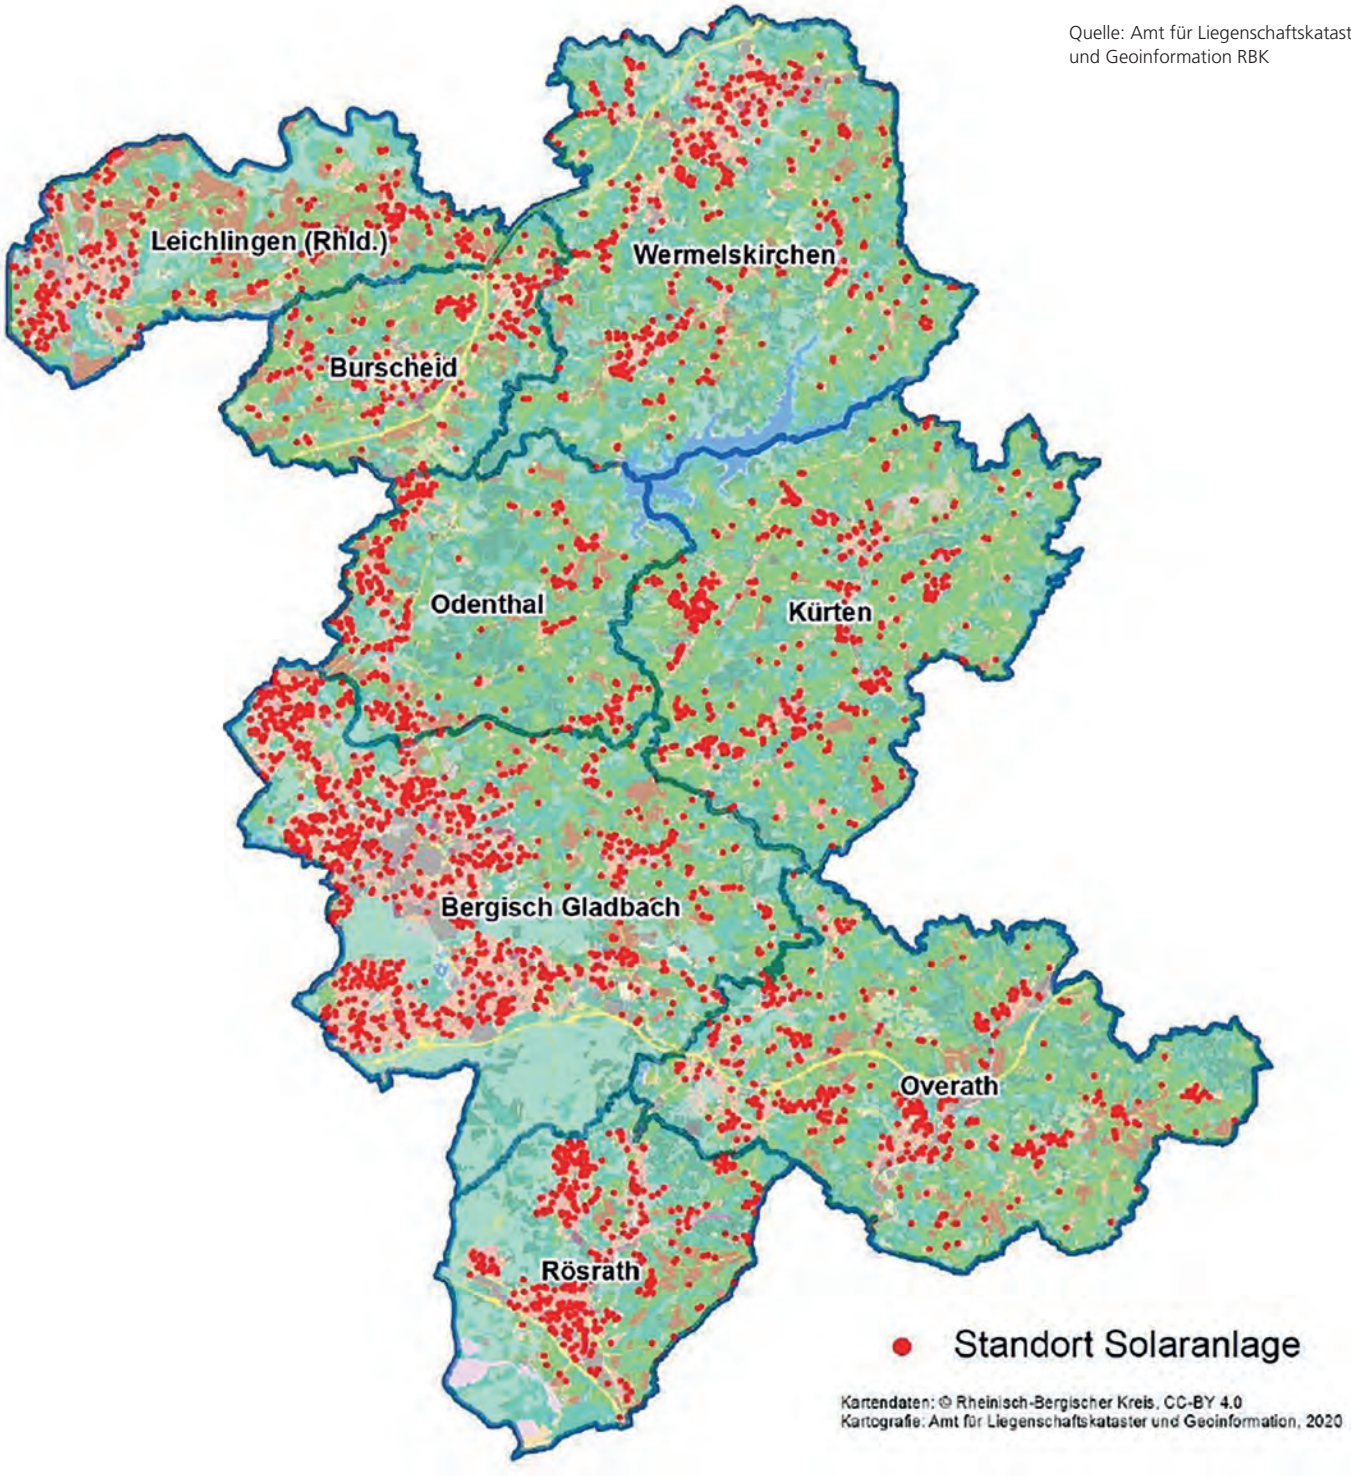 Quelle: Amt für Liegenschaftskatast
und Geoinformation RBK
Leichlingen (Rhld.)
Wermelskirchen
Burscheid
Odenthal
Kürten
Bergisch Gladbach
Overath
Rösrath
Standort Solaranlage
Kartendaten: © Rheinisch-Bergischer Kreis, CC-BY 4.0
Kartografie: Amt für Liegenschaftskataster und Geoinformation, 2020